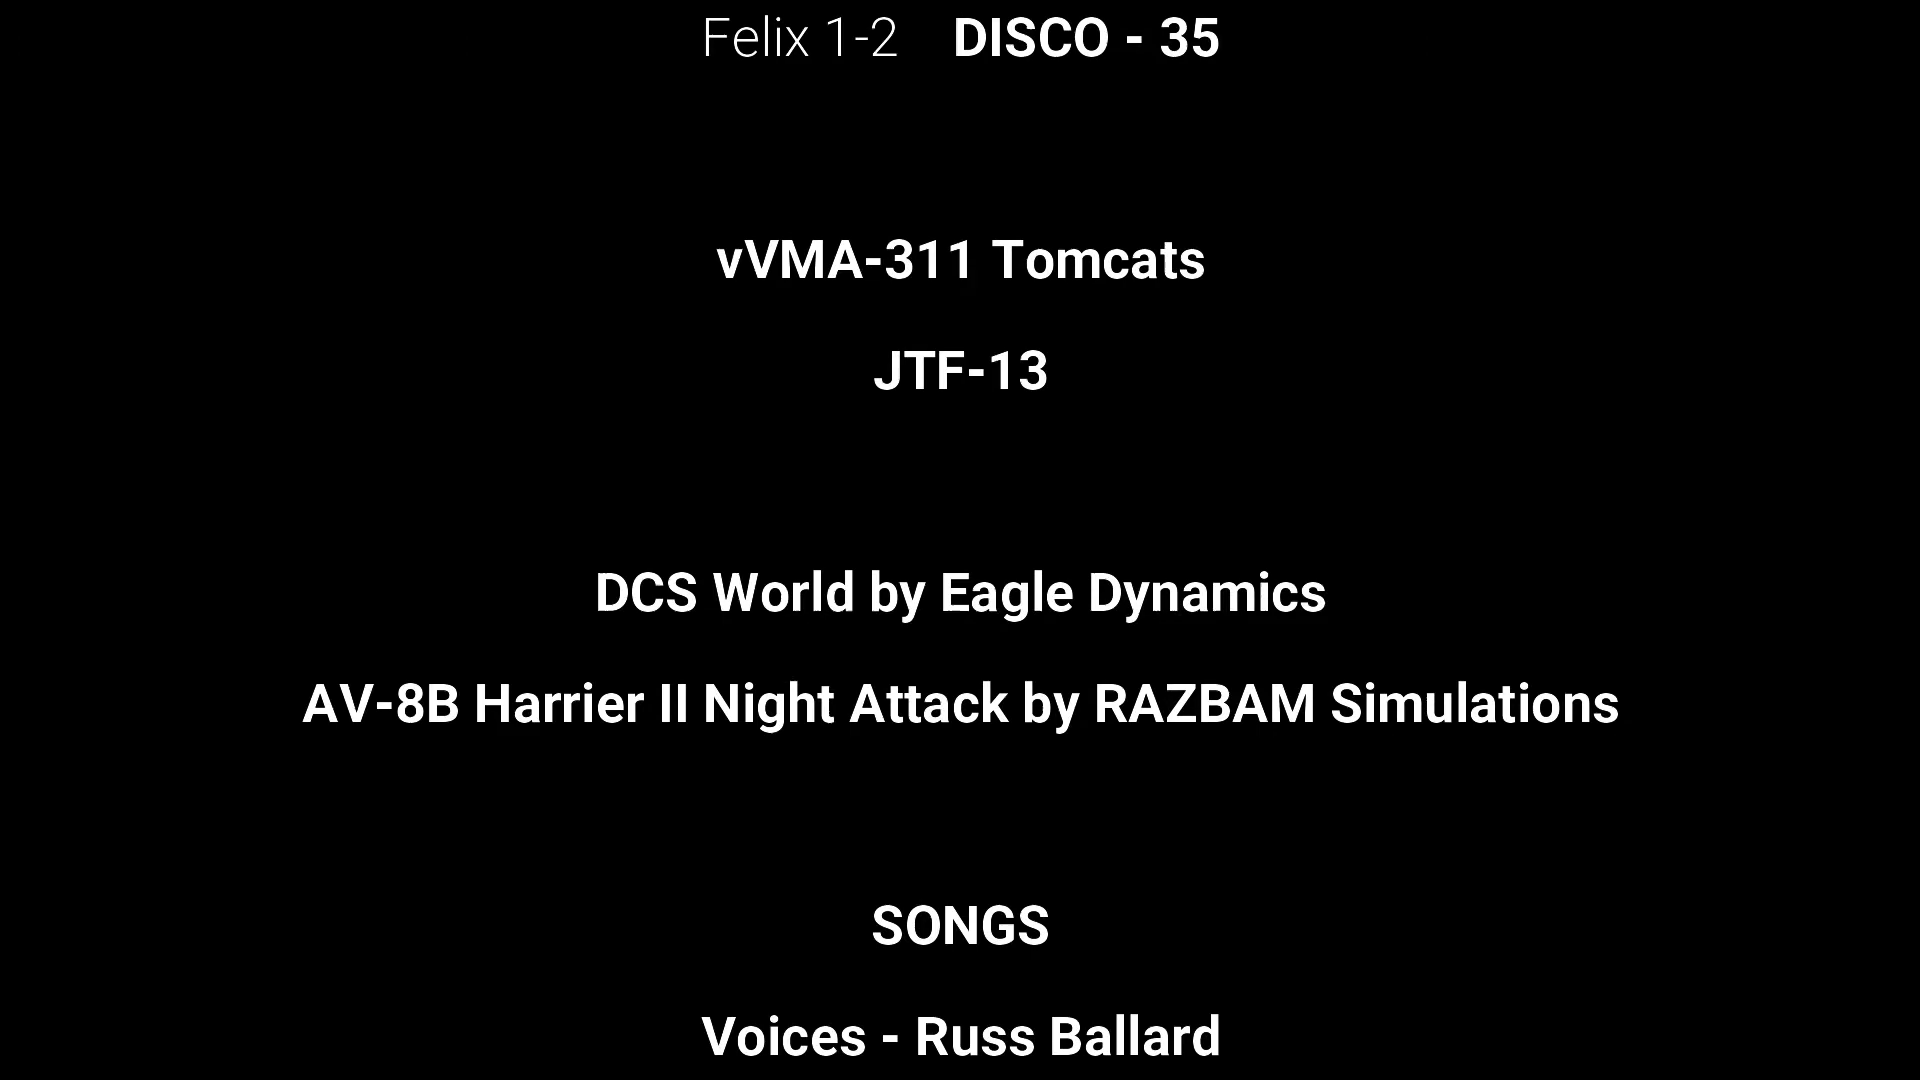 Felix 1-2 DISCO - 35
vVMA-311 Tomcats
JTF-13
DCS World by Eagle Dynamics
AV-8B Harrier II Night Attack by RAZBAM Simulations
SONGS
Voices - Russ Ballard